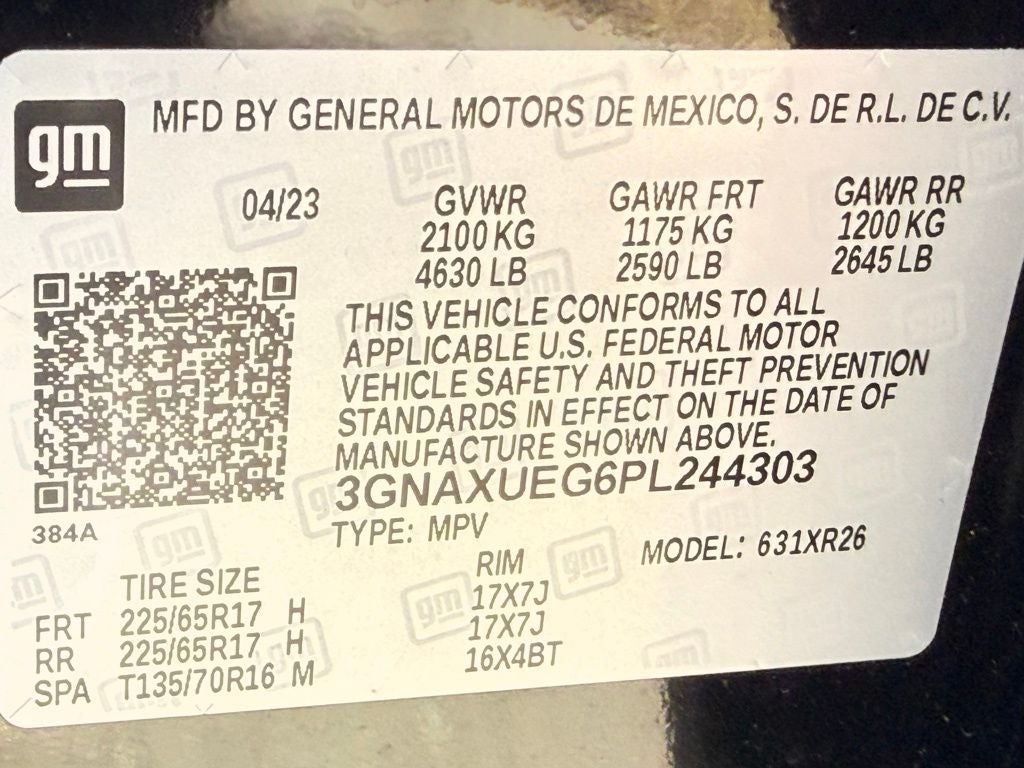 gm
MFD BY GENERAL MOTORS DE MEXICO, S. DE R.L. DE C.V.
04/23
GVWR
2100 KG
4630 LB
GAWR FRT
1175 KG
2590 LB
GAWR RR
1200 KG
2645 LB
THIS VEHICLE CONFORMS TO ALL
APPLICABLE U.S. FEDERAL MOTOR
VEHICLE SAFETY AND THEFT PREVENTION
STANDARDS IN EFFECT ON THE DATE OF
MANUFACTURE SHOWN ABOVE.
3GNAXUEG6PL244303
384A
TYPE: MPV
MODEL: 631XR26
TIRE SIZE RIM
FRT 225/65R17 H 17X7J
RR 225/65R17 H 17X7J
SPA T135/70R16 M 16X4BT